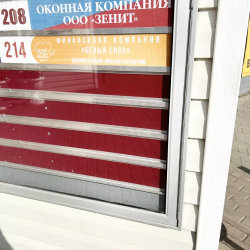 208 ОКОННАЯ КОМПАНИЯ
ООО «ЗЕНИТ»
214 ФИНАНСОВАЯ КОМПАНИЯ
«БЕЛЫЙ СЛОН»